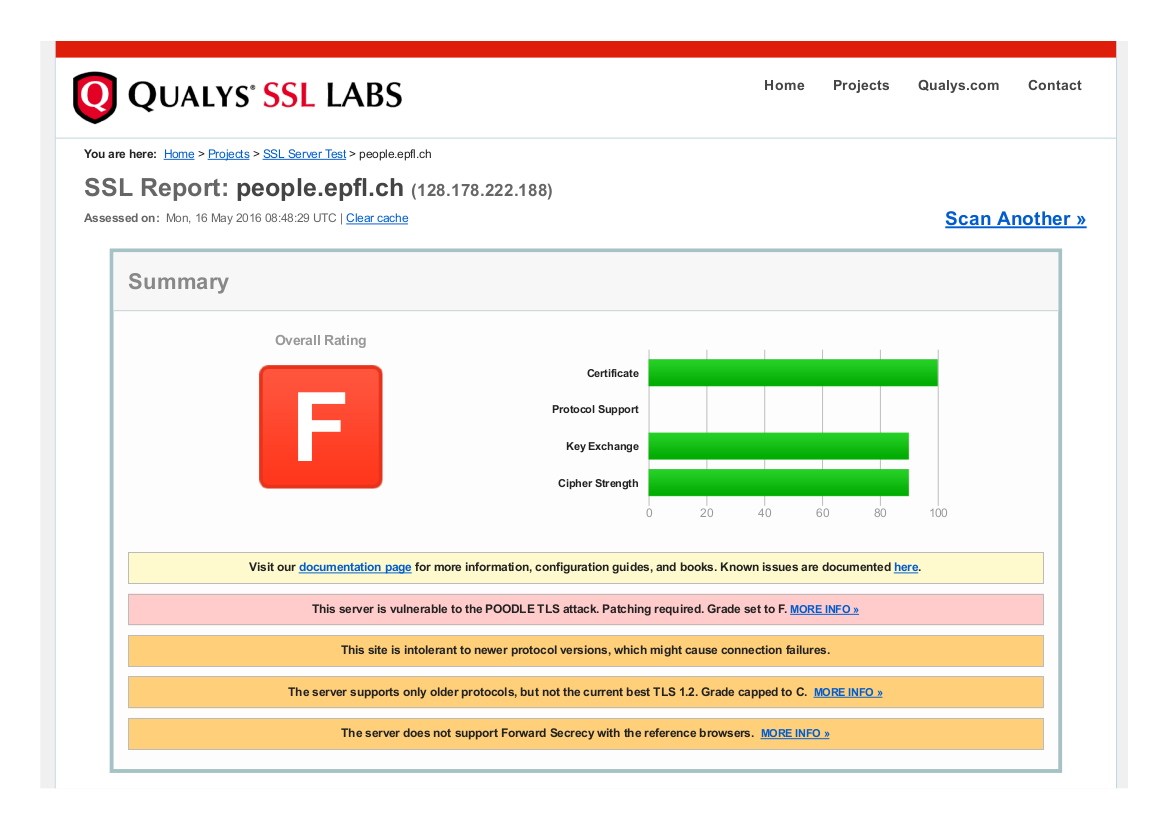 QUALYS® SSL LABS
Home Projects Qualys.com Contact
You are here: Home > Projects > SSL Server Test > people.epfl.ch
SSL Report: people.epfl.ch (128.178.222.188)
Assessed on: Mon, 16 May 2016 08:48:29 UTC | Clear cache
Scan Another »
Summary
Overall Rating
F
Certificate
Protocol Support
Key Exchange
Cipher Strength
0 20 40 60 80 100
Visit our documentation page for more information, configuration guides, and books. Known issues are documented here.
This server is vulnerable to the POODLE TLS attack. Patching required. Grade set to F. MORE INFO »
This site is intolerant to newer protocol versions, which might cause connection failures.
The server supports only older protocols, but not the current best TLS 1.2. Grade capped to C. MORE INFO »
The server does not support Forward Secrecy with the reference browsers. MORE INFO »